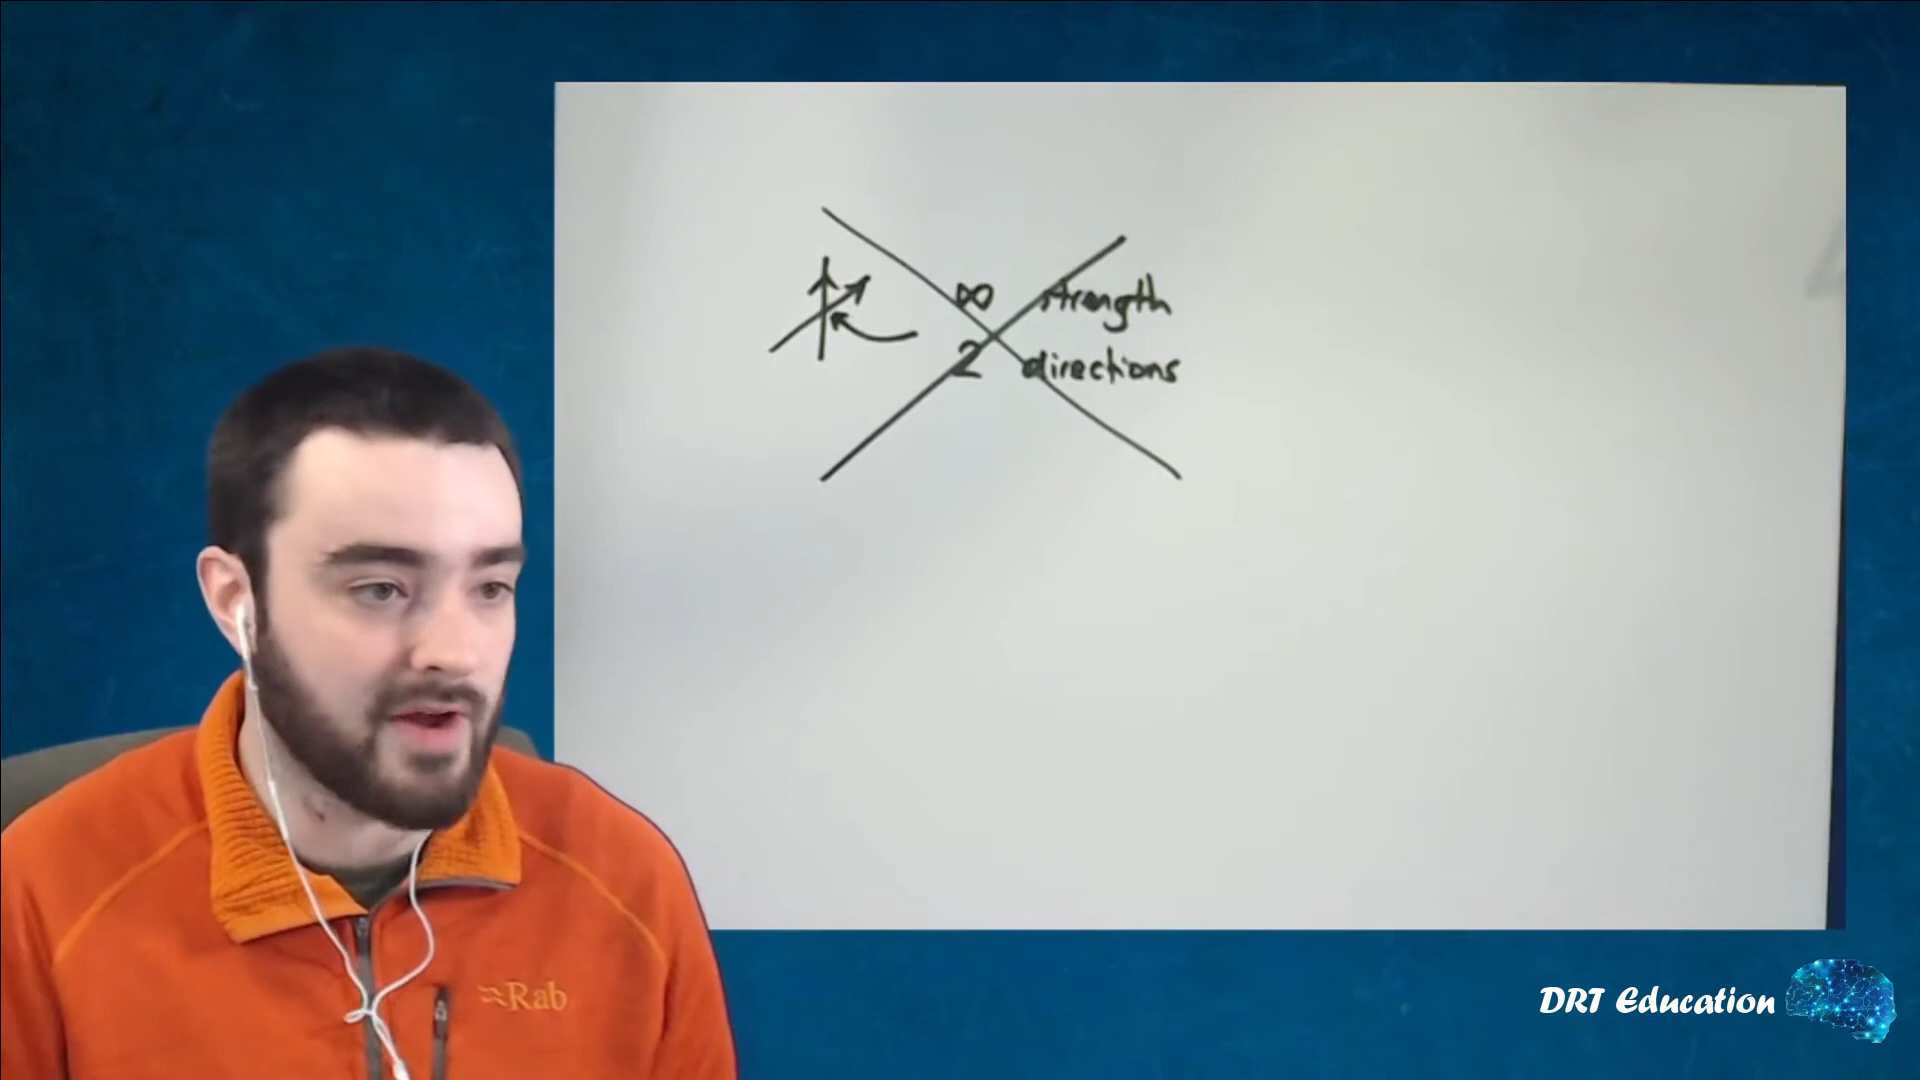 ∞ strength
2 directions
Rab
DRT Education